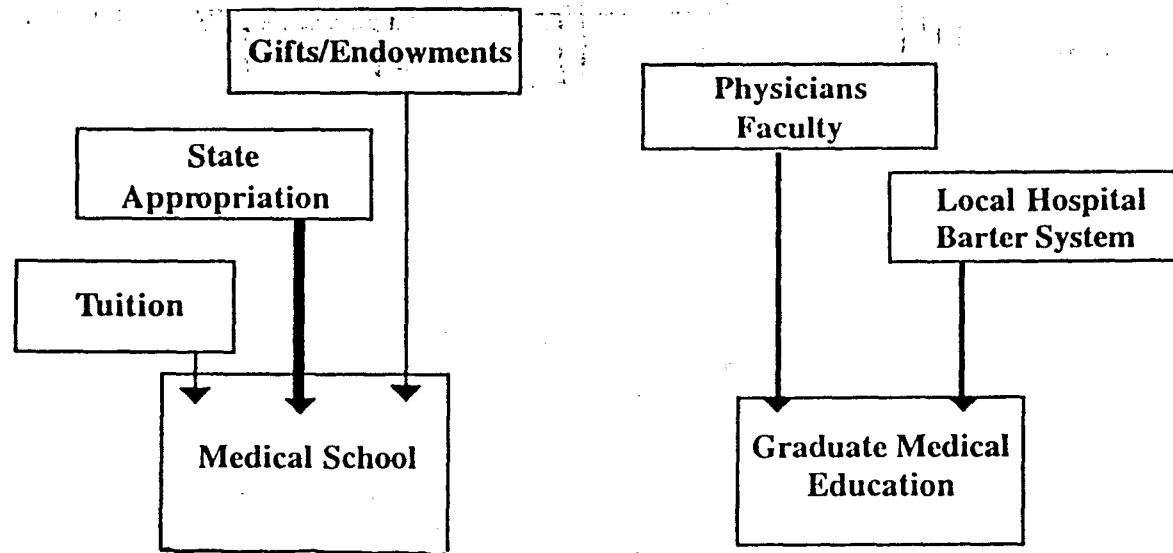 Gifts/Endowments
State
Appropriation
Tuition
Medical School
Physicians
Faculty
Local Hospital
Barter System
Graduate Medical
Education